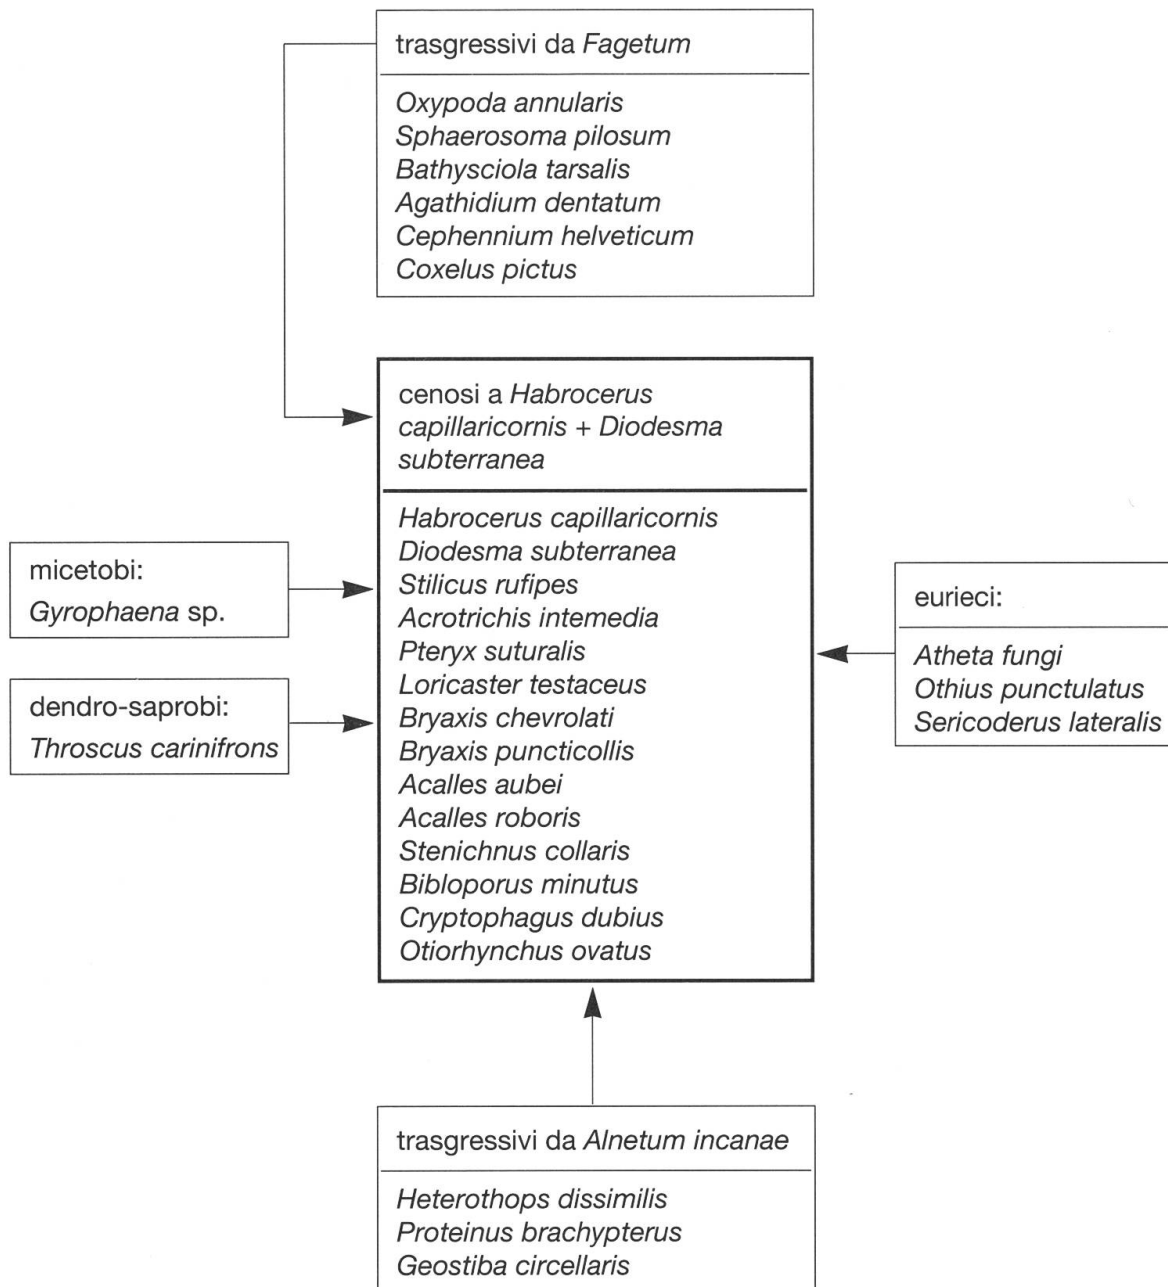 trasgressivi da Fagetum
Oxypoda annularis
Sphaerosoma pilosum
Bathysciola tarsalis
Agathidium dentatum
Cephennium helveticum
Coxelus pictus
cenosi a Habrocerus
capillaricornis + Diodesma
subterranea
Habrocerus capillaricornis
Diodesma subterranea
Stilicus rufipes
Acrotrichis intermedia
Pteryx suturalis
Loricaster testaceus
Bryaxis chevrolati
Bryaxis puncticollis
Acalles aubei
Acalles roboris
Stenichnus collaris
Bibloporus minutus
Cryptophagus dubius
Otiorhynchus ovatus
micetobi:
Gyrophaena sp.
dendro-saprobi:
Throscus carinifrons
eurieci:
Atheta fungi
Othius punctulatus
Sericoderus lateralis
trasgressivi da Alnetum incanae
Heterothops dissimilis
Proteinus brachypterus
Geostiba circellaris